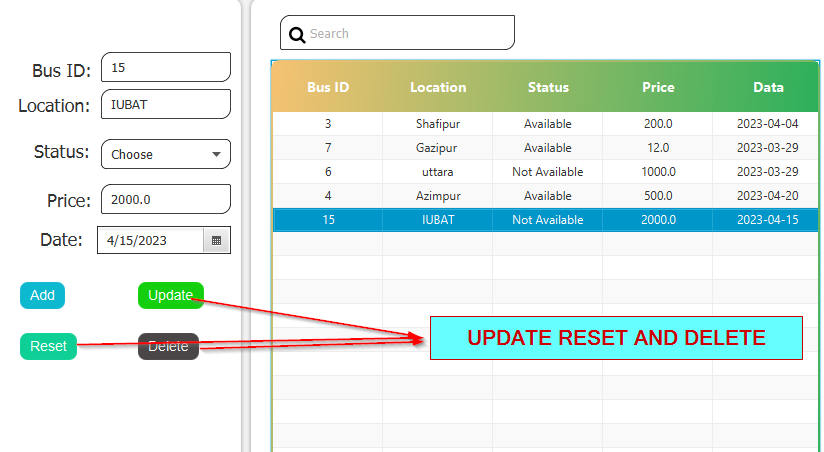 Search
Bus ID: 15
Location: IUBAT
Status: Choose
Price: 2000.0
Date: 4/15/2023
Add Update
Reset Delete
Bus ID Location Status Price Data
3 Shafipur Available 200.0 2023-04-04
7 Gazipur Available 12.0 2023-03-29
6 uttara Not Available 1000.0 2023-03-29
4 Azimpur Available 500.0 2023-04-20
15 IUBAT Not Available 2000.0 2023-04-15
UPDATE RESET AND DELETE